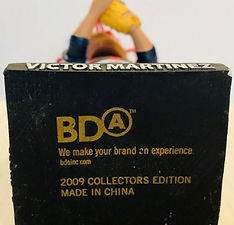 VICTOR MARTINEZ
BDA™
We make your brand an experience.
bdainc.com
2009 COLLECTORS EDITION
MADE IN CHINA